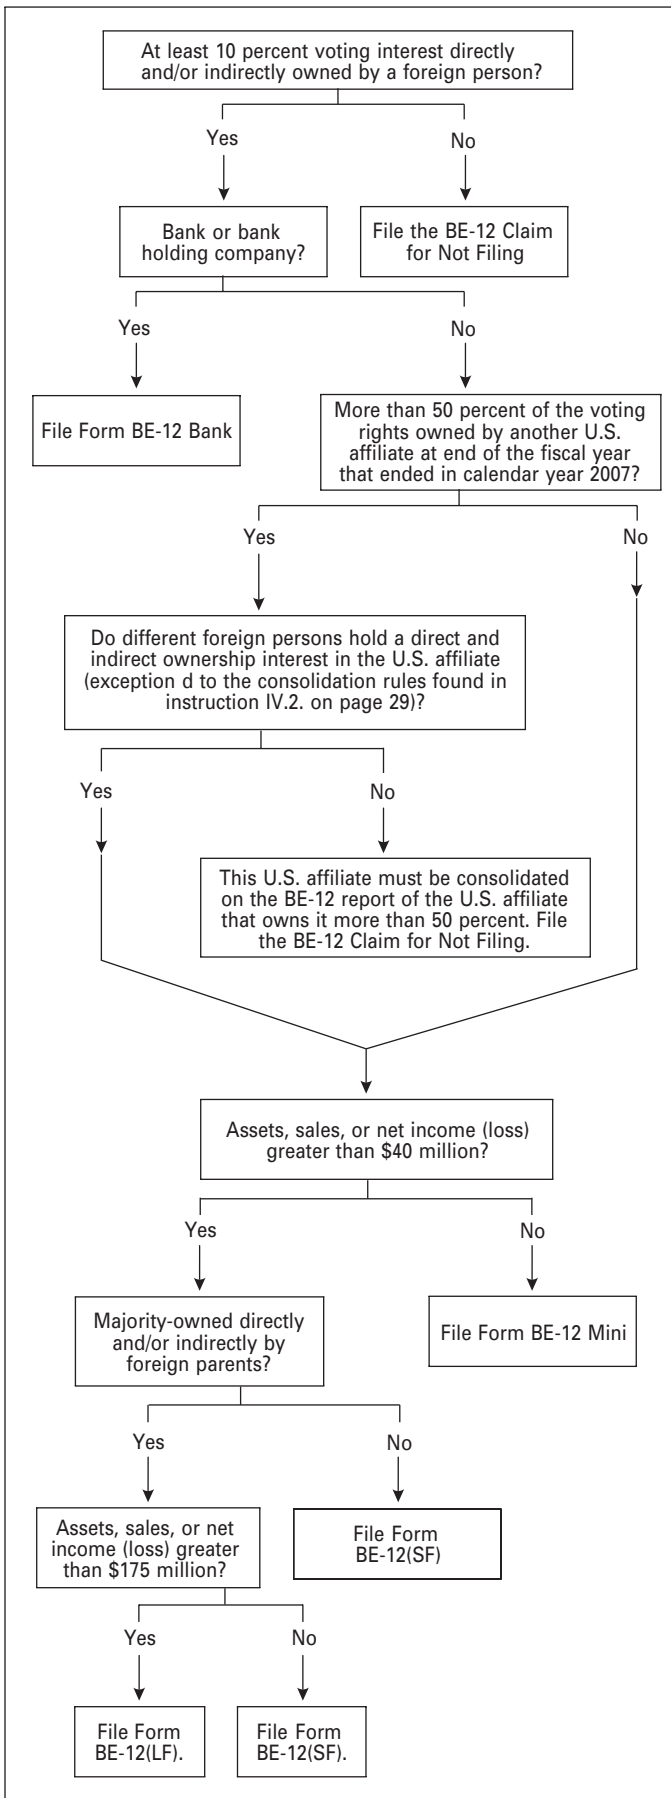 At least 10 percent voting interest directly
and/or indirectly owned by a foreign person?
Yes
No
Bank or bank
holding company?
File the BE-12 Claim
for Not Filing
Yes
No
File Form BE-12 Bank
More than 50 percent of the voting
rights owned by another U.S.
affiliate at end of the fiscal year
that ended in calendar year 2007?
Yes
No
Do different foreign persons hold a direct and
indirect ownership interest in the U.S. affiliate
(exception d to the consolidation rules found in
instruction IV.2. on page 29)?
Yes
No
This U.S. affiliate must be consolidated
on the BE-12 report of the U.S. affiliate
that owns it more than 50 percent. File
the BE-12 Claim for Not Filing.
Assets, sales, or net income (loss)
greater than $40 million?
Yes
No
Majority-owned directly
and/or indirectly by
foreign parents?
File Form BE-12 Mini
Yes
No
Assets, sales, or net
income (loss) greater
than $175 million?
File Form
BE-12(SF)
Yes
No
File Form
BE-12(LF).
File Form
BE-12(SF).